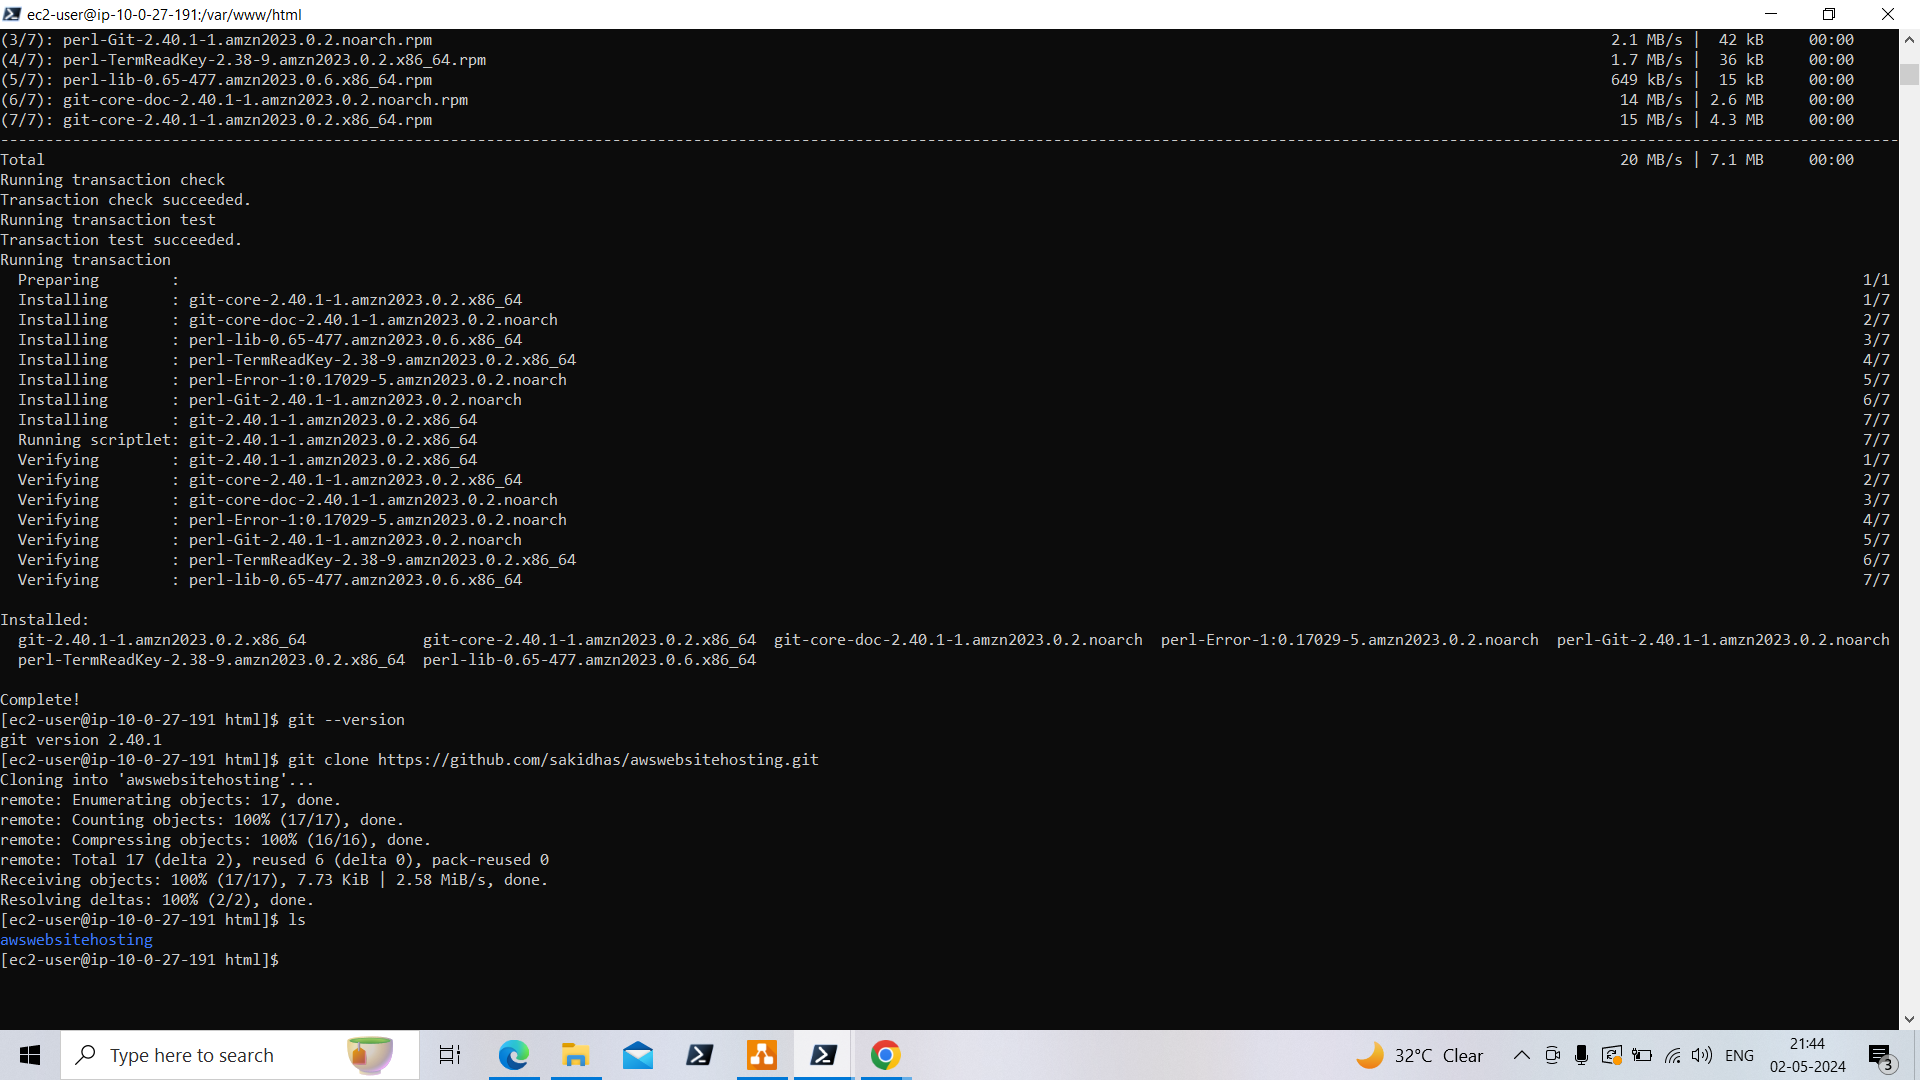 ec2-user@ip-10-0-27-191:/var/www/html
(3/7): perl-Git-2.40.1-1.amzn2023.0.2.noarch.rpm 2.1 MB/s | 42 kB 00:00
(4/7): perl-TermReadKey-2.38-9.amzn2023.0.2.x86_64.rpm 1.7 MB/s | 36 kB 00:00
(5/7): perl-lib-0.65-477.amzn2023.0.6.x86_64.rpm 649 kB/s | 15 kB 00:00
(6/7): git-core-doc-2.40.1-1.amzn2023.0.2.noarch.rpm 14 MB/s | 2.6 MB 00:00
(7/7): git-core-2.40.1-1.amzn2023.0.2.x86_64.rpm 15 MB/s | 4.3 MB 00:00
Total 20 MB/s | 7.1 MB 00:00
Running transaction check
Transaction check succeeded.
Running transaction test
Transaction test succeeded.
Running transaction
Preparing : 1/1
Installing : git-core-2.40.1-1.amzn2023.0.2.x86_64 1/7
Installing : git-core-doc-2.40.1-1.amzn2023.0.2.noarch 2/7
Installing : perl-lib-0.65-477.amzn2023.0.6.x86_64 3/7
Installing : perl-TermReadKey-2.38-9.amzn2023.0.2.x86_64 4/7
Installing : perl-Error-1:0.17029-5.amzn2023.0.2.noarch 5/7
Installing : perl-Git-2.40.1-1.amzn2023.0.2.noarch 6/7
Installing : git-2.40.1-1.amzn2023.0.2.x86_64 7/7
Running scriptlet: git-2.40.1-1.amzn2023.0.2.x86_64 7/7
Verifying : git-2.40.1-1.amzn2023.0.2.x86_64 1/7
Verifying : git-core-2.40.1-1.amzn2023.0.2.x86_64 2/7
Verifying : git-core-doc-2.40.1-1.amzn2023.0.2.noarch 3/7
Verifying : perl-Error-1:0.17029-5.amzn2023.0.2.noarch 4/7
Verifying : perl-Git-2.40.1-1.amzn2023.0.2.noarch 5/7
Verifying : perl-TermReadKey-2.38-9.amzn2023.0.2.x86_64 6/7
Verifying : perl-lib-0.65-477.amzn2023.0.6.x86_64 7/7
Installed:
git-2.40.1-1.amzn2023.0.2.x86_64 git-core-2.40.1-1.amzn2023.0.2.x86_64 git-core-doc-2.40.1-1.amzn2023.0.2.noarch perl-Error-1:0.17029-5.amzn2023.0.2.noarch perl-Git-2.40.1-1.amzn2023.0.2.noarch
perl-TermReadKey-2.38-9.amzn2023.0.2.x86_64 perl-lib-0.65-477.amzn2023.0.6.x86_64
Complete!
[ec2-user@ip-10-0-27-191 html]$ git --version
git version 2.40.1
[ec2-user@ip-10-0-27-191 html]$ git clone https://github.com/sakidhas/awswebsitehosting.git
Cloning into 'awswebsitehosting'...
remote: Enumerating objects: 17, done.
remote: Counting objects: 100% (17/17), done.
remote: Compressing objects: 100% (16/16), done.
remote: Total 17 (delta 2), reused 6 (delta 0), pack-reused 0
Receiving objects: 100% (17/17), 7.73 KiB | 2.58 MiB/s, done.
Resolving deltas: 100% (2/2), done.
[ec2-user@ip-10-0-27-191 html]$ ls
awswebsitehosting
[ec2-user@ip-10-0-27-191 html]$
Type here to search
32°C Clear
ENG
21:44
02-05-2024
3